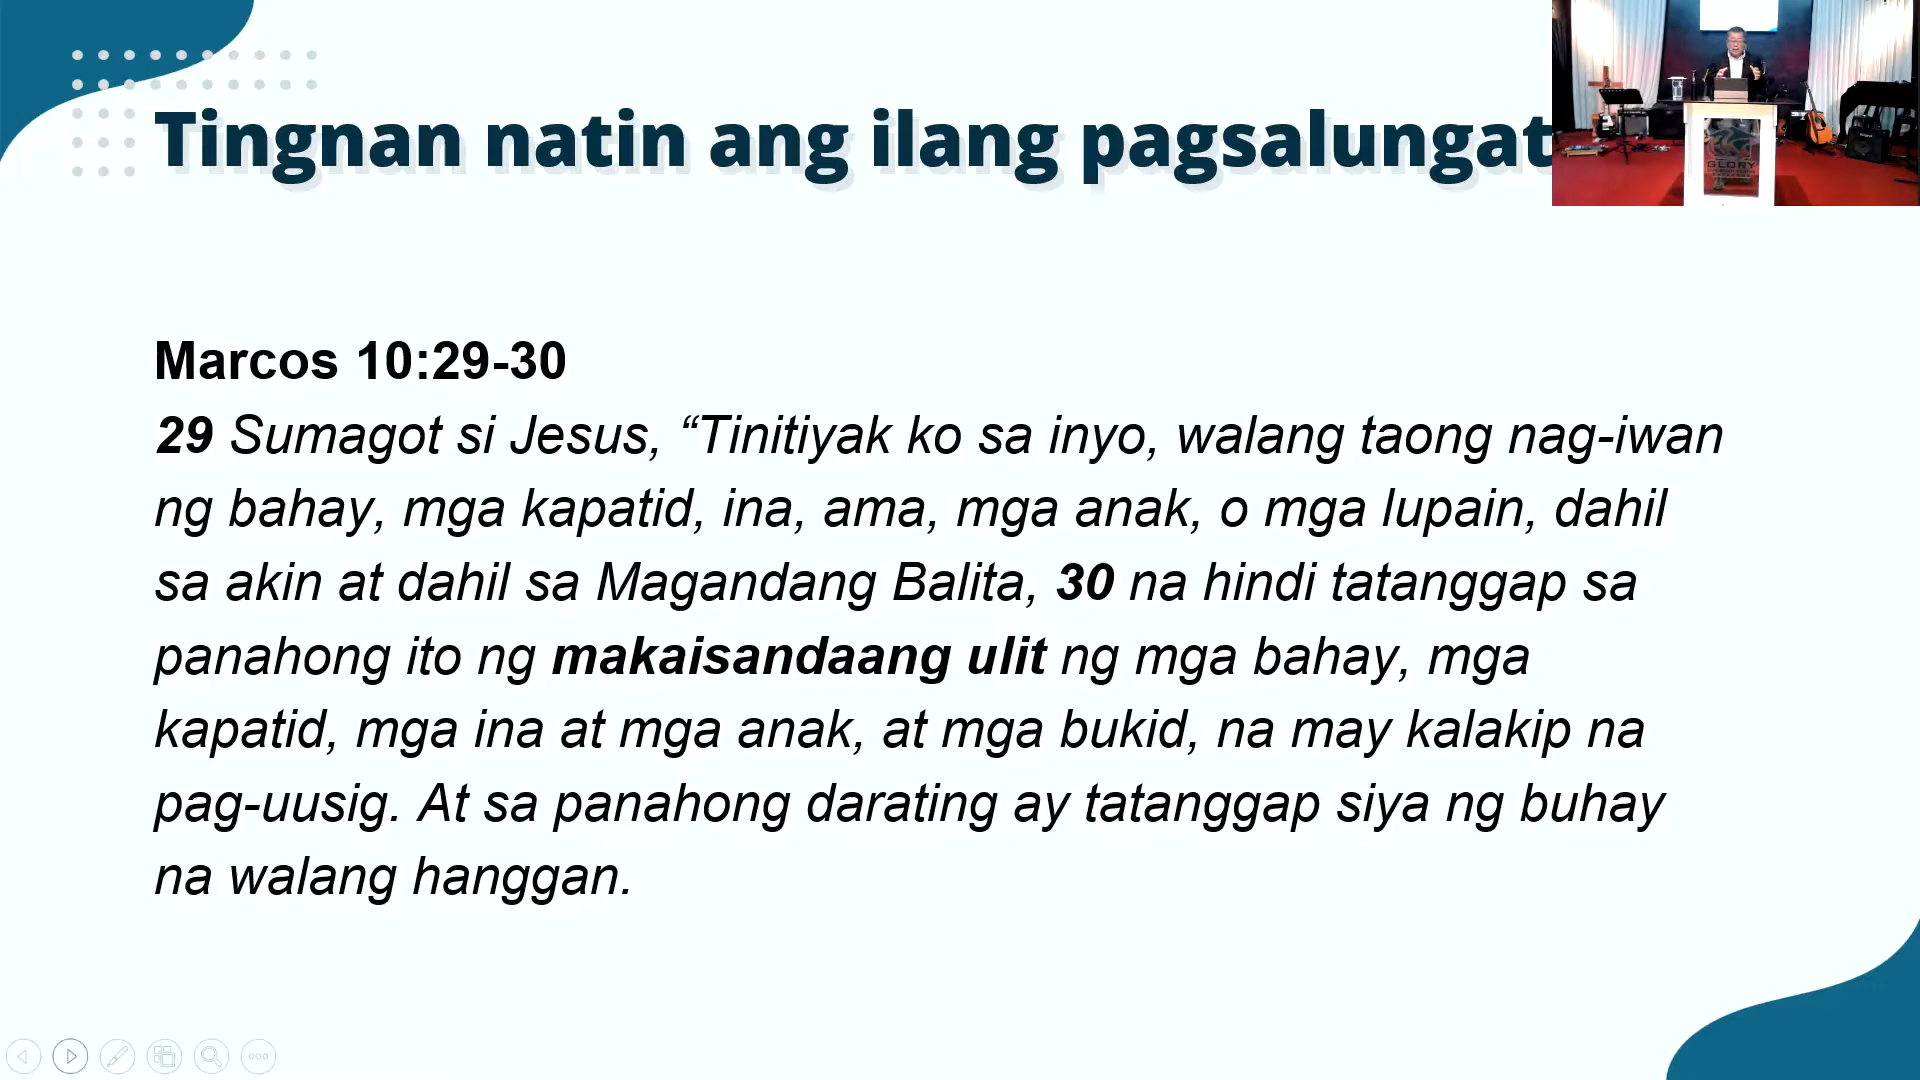 Tingnan natin ang ilang pagsalungat
GLORY
Marcos 10:29-30
29 Sumagot si Jesus, “Tinitiyak ko sa inyo, walang taong nag-iwan
ng bahay, mga kapatid, ina, ama, mga anak, o mga lupain, dahil
sa akin at dahil sa Magandang Balita, 30 na hindi tatanggap sa
panahong ito ng makaisandaang ulit ng mga bahay, mga
kapatid, mga ina at mga anak, at mga bukid, na may kalakip na
pag-uusig. At sa panahong darating ay tatanggap siya ng buhay
na walang hanggan.